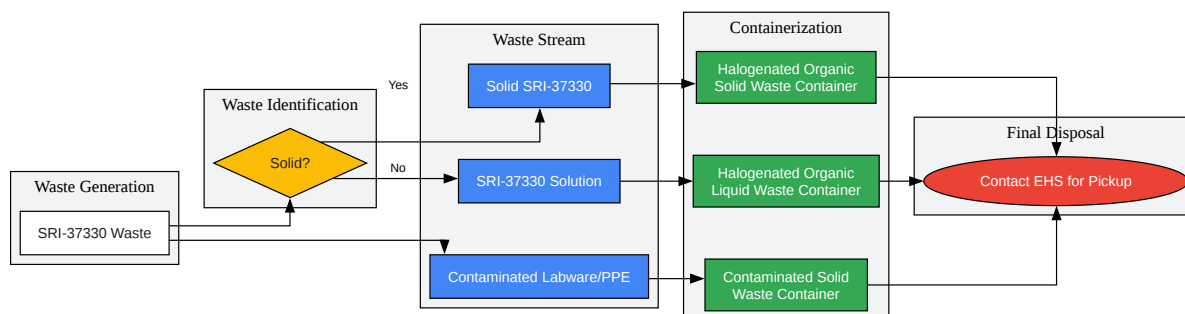 Waste Generation
SRI-37330 Waste
Waste Identification
Solid?
Yes
No
Waste Stream
Solid SRI-37330
SRI-37330 Solution
Contaminated Labware/PPE
Containerization
Halogenated Organic
Solid Waste Container
Halogenated Organic
Liquid Waste Container
Contaminated Solid
Waste Container
Final Disposal
Contact EHS for Pickup